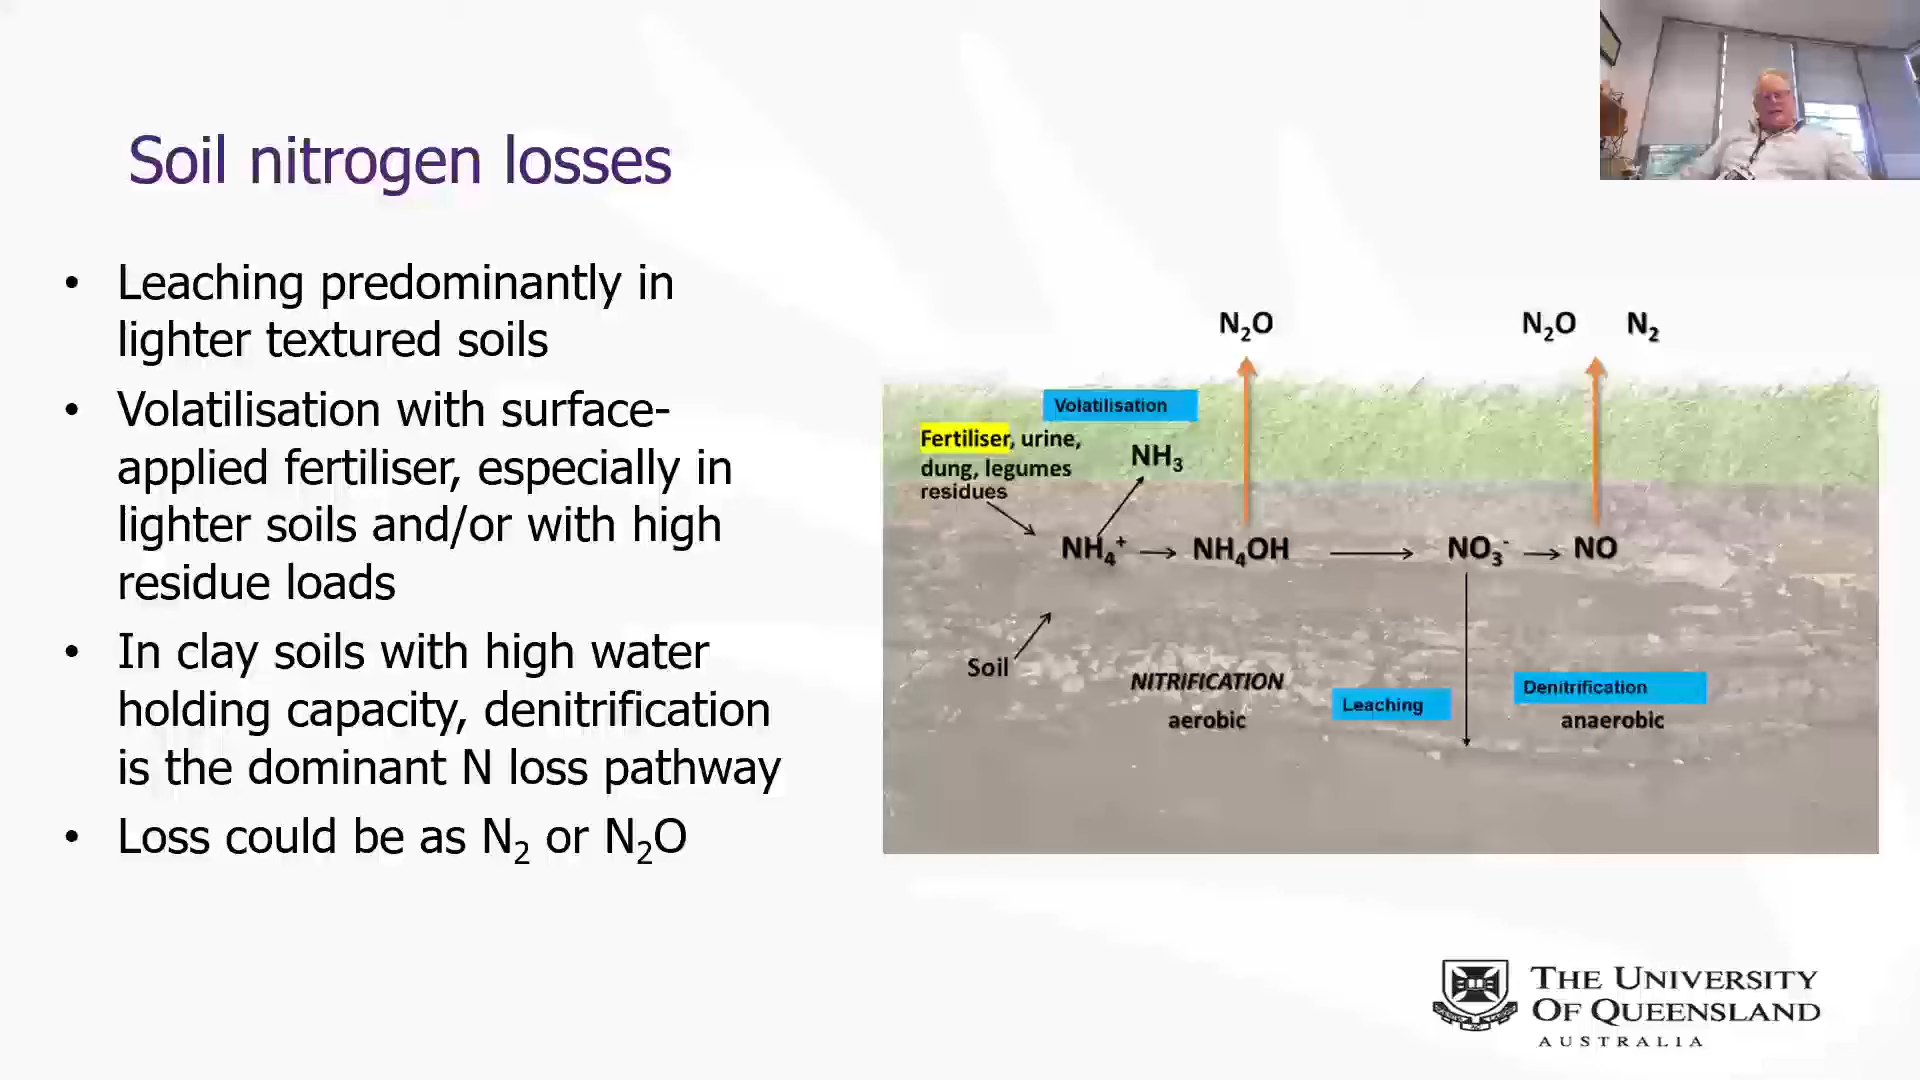 Soil nitrogen losses
• Leaching predominantly in
lighter textured soils
• Volatilisation with surface-
applied fertiliser, especially in
lighter soils and/or with high
residue loads
• In clay soils with high water
holding capacity, denitrification
is the dominant N loss pathway
• Loss could be as N₂ or N₂O
N₂O
N₂O N₂
Volatilisation
Fertiliser, urine,
dung, legumes
residues
NH₃
NH₄⁺ → NH₄OH → NO₃⁻ → NO
Soil
NITRIFICATION
aerobic
Leaching
Denitrification
anaerobic
THE UNIVERSITY
OF QUEENSLAND
AUSTRALIA